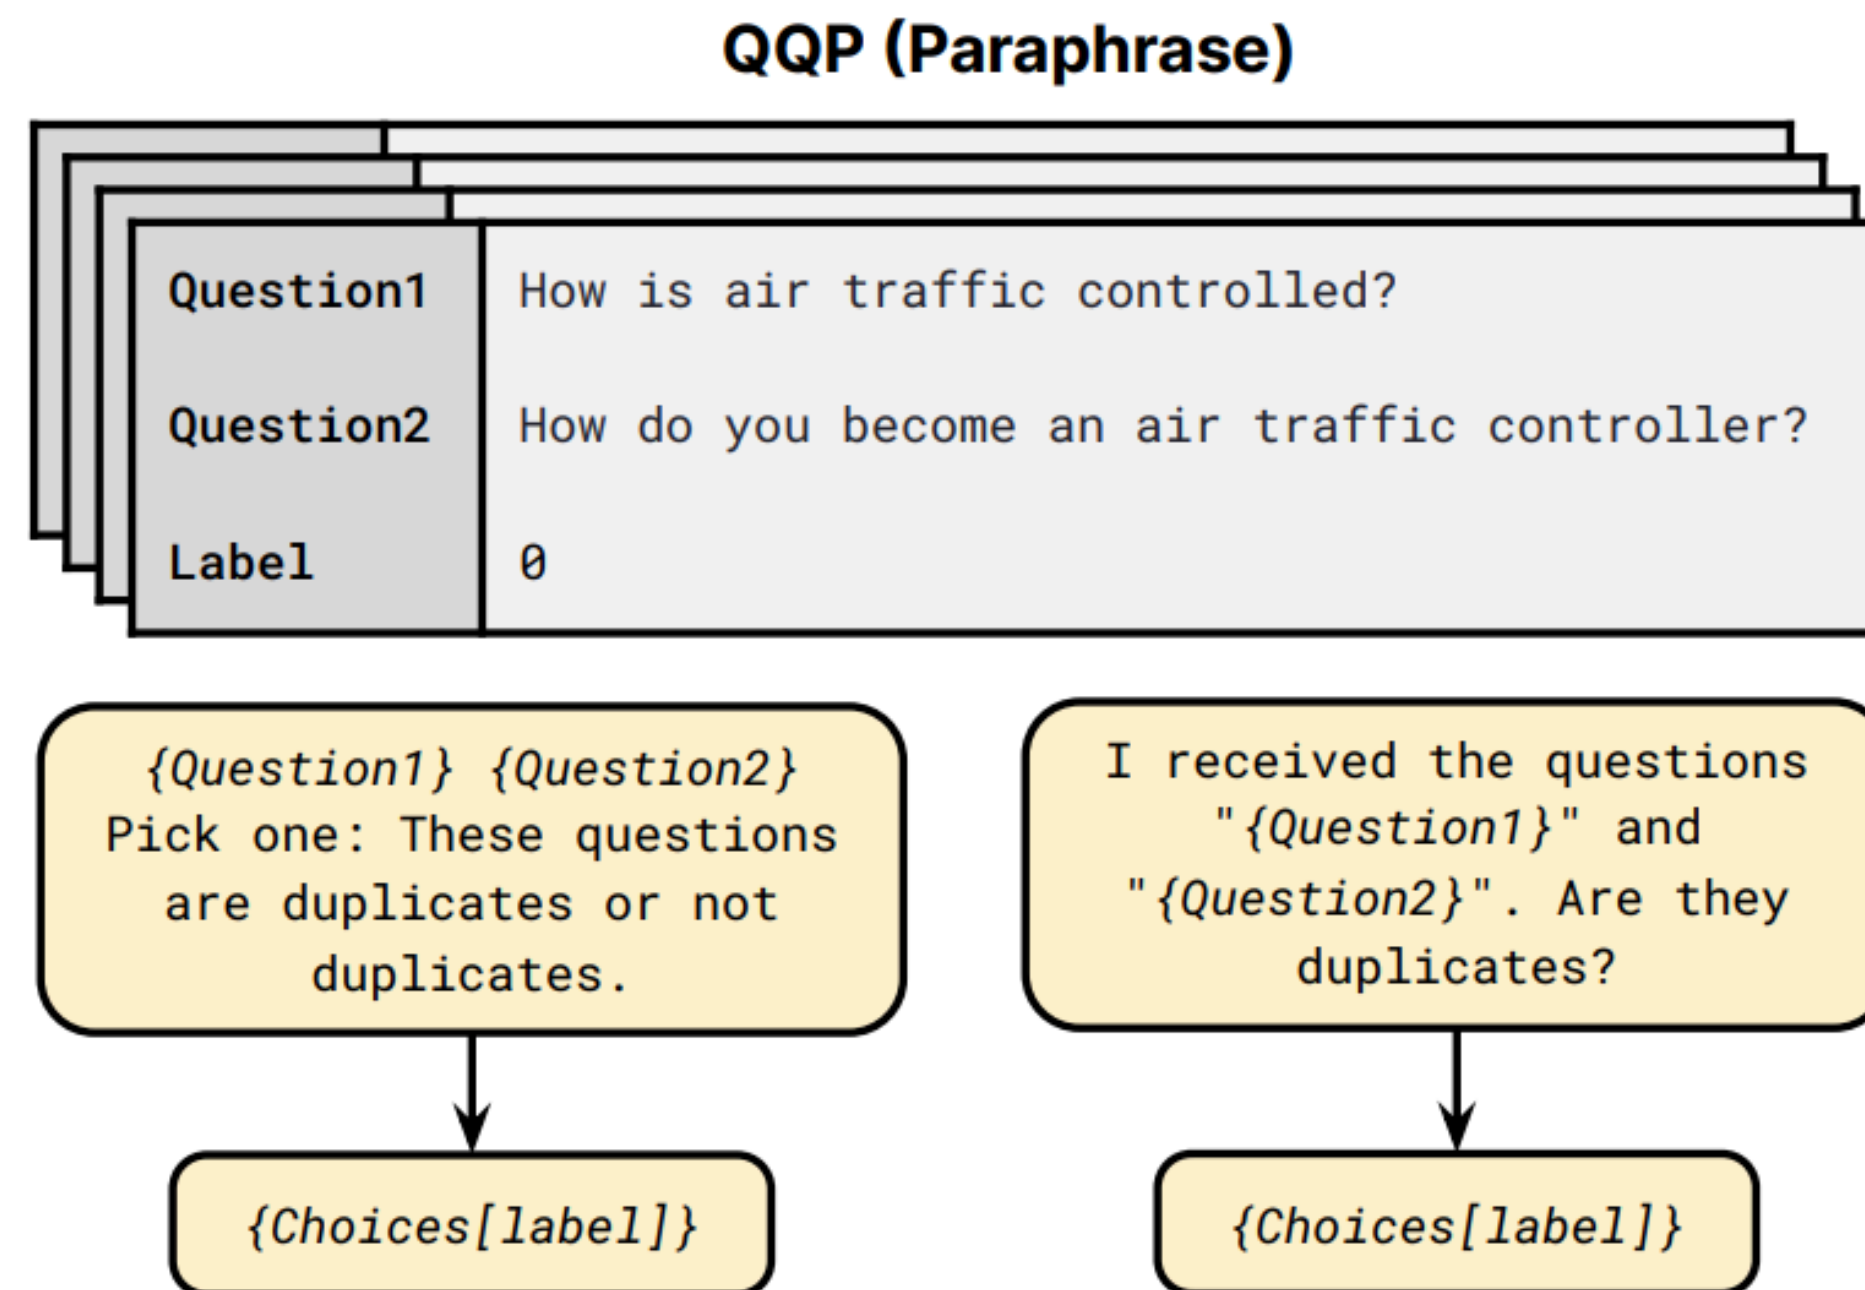 QQP (Paraphrase)
Question1 How is air traffic controlled?
Question2 How do you become an air traffic controller?
Label 0
{Question1} {Question2}
Pick one: These questions
are duplicates or not
duplicates.
I received the questions
"{Question1}" and
"{Question2}". Are they
duplicates?
{Choices[label]}
{Choices[label]}